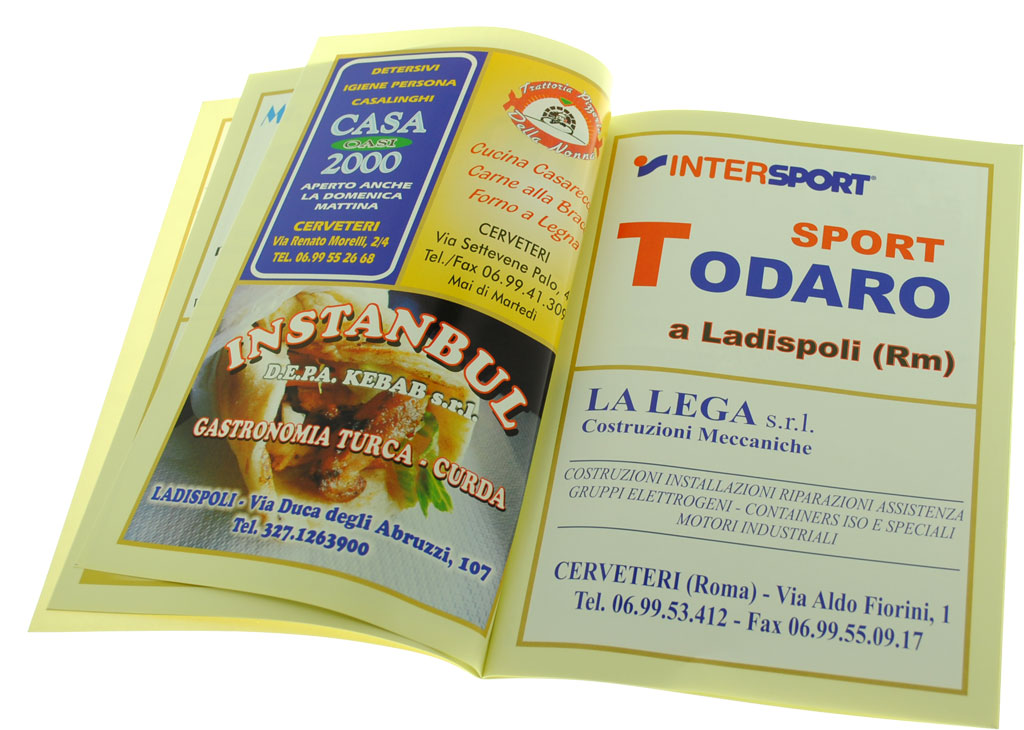 DETERSIVI
IGIENE PERSONA
CASALINGHI
CASA
OASI
2000
APERTO ANCHE
LA DOMENICA
MATTINA
CERVETERI
Via Renato Morelli, 2/4
TEL. 06.99 55 26 68
Trattoria
Della Nonna
Cucina
Carne alla
Forno a Legna
CERVETERI
Via Settevene Palo, 4
Tel./Fax 06.99.41.309
Mai di Martedì
INSTANBUL
D.E.P.A. KEBAB s.r.l.
GASTRONOMIA TURCA - CURDA
LADISPOLI - Via Duca degli Abruzzi, 107
Tel. 327.1263900
INTERSPORT®
SPORT
TODARO
a Ladispoli (Rm)
LA LEGA s.r.l.
Costruzioni Meccaniche
COSTRUZIONI INSTALLAZIONI RIPARAZIONI ASSISTENZA
GRUPPI ELETTROGENI - CONTAINERS ISO E SPECIALI
MOTORI INDUSTRIALI
CERVETERI (Roma) - Via Aldo Fiorini, 1
Tel. 06.99.53.412 - Fax 06.99.55.09.17